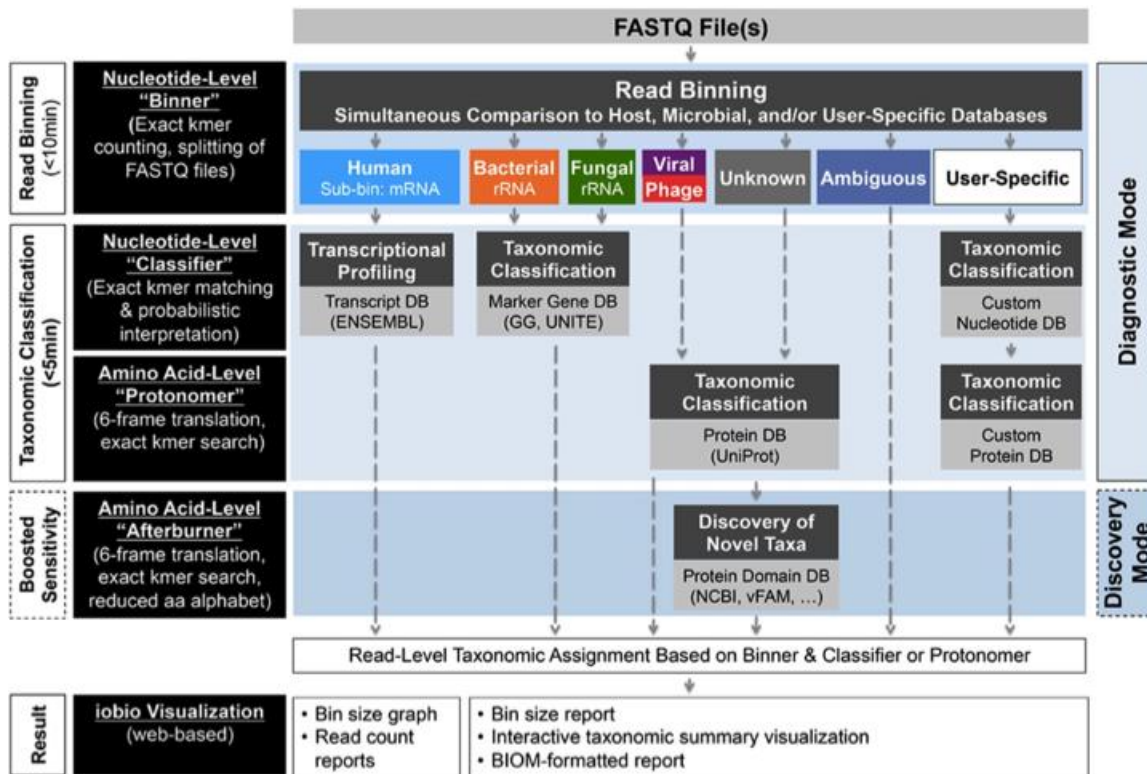 FASTQ File(s)
Read Binning
(<10min)
Nucleotide-Level
“Binner”
(Exact kmer
counting, splitting of
FASTQ files)
Read Binning
Simultaneous Comparison to Host, Microbial, and/or User-Specific Databases
Human
Sub-bin: mRNA
Bacterial
rRNA
Fungal
rRNA
Viral
Phage
Unknown
Ambiguous
User-Specific
Diagnostic Mode
Taxonomic Classification
(<5min)
Nucleotide-Level
“Classifier”
(Exact kmer matching
& probabilistic
interpretation)
Transcriptional
Profiling
Transcript DB
(ENSEMBL)
Taxonomic
Classification
Marker Gene DB
(GG, UNITE)
Taxonomic
Classification
Custom
Nucleotide DB
Amino Acid-Level
“Protonomer”
(6-frame translation,
exact kmer search)
Taxonomic
Classification
Protein DB
(UniProt)
Taxonomic
Classification
Custom
Protein DB
Boosted
Sensitivity
Amino Acid-Level
“Afterburner”
(6-frame translation,
exact kmer search,
reduced aa alphabet)
Discovery of
Novel Taxa
Protein Domain DB
(NCBI, vFAM, …)
Discovery
Mode
Read-Level Taxonomic Assignment Based on Binner & Classifier or Protonomer
Result
iobio Visualization
(web-based)
• Bin size graph
• Read count
reports
• Bin size report
• Interactive taxonomic summary visualization
• BIOM-formatted report